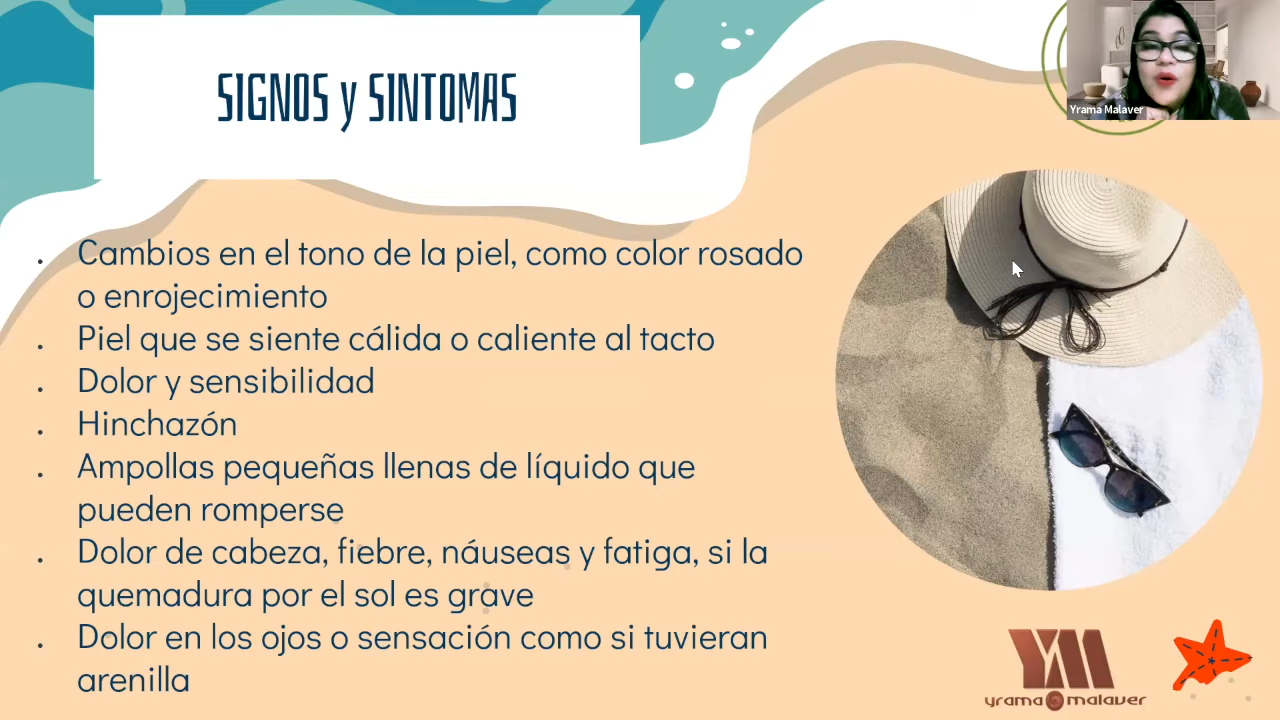 SIGNOS y SINTOMAS
Yrama Malaver
. Cambios en el tono de la piel, como color rosado
o enrojecimiento
. Piel que se siente cálida o caliente al tacto
. Dolor y sensibilidad
. Hinchazón
. Ampollas pequeñas llenas de líquido que
pueden romperse
. Dolor de cabeza, fiebre, náuseas y fatiga, si la
quemadura por el sol es grave
. Dolor en los ojos o sensación como si tuvieran
arenilla
YM
yrama malaver